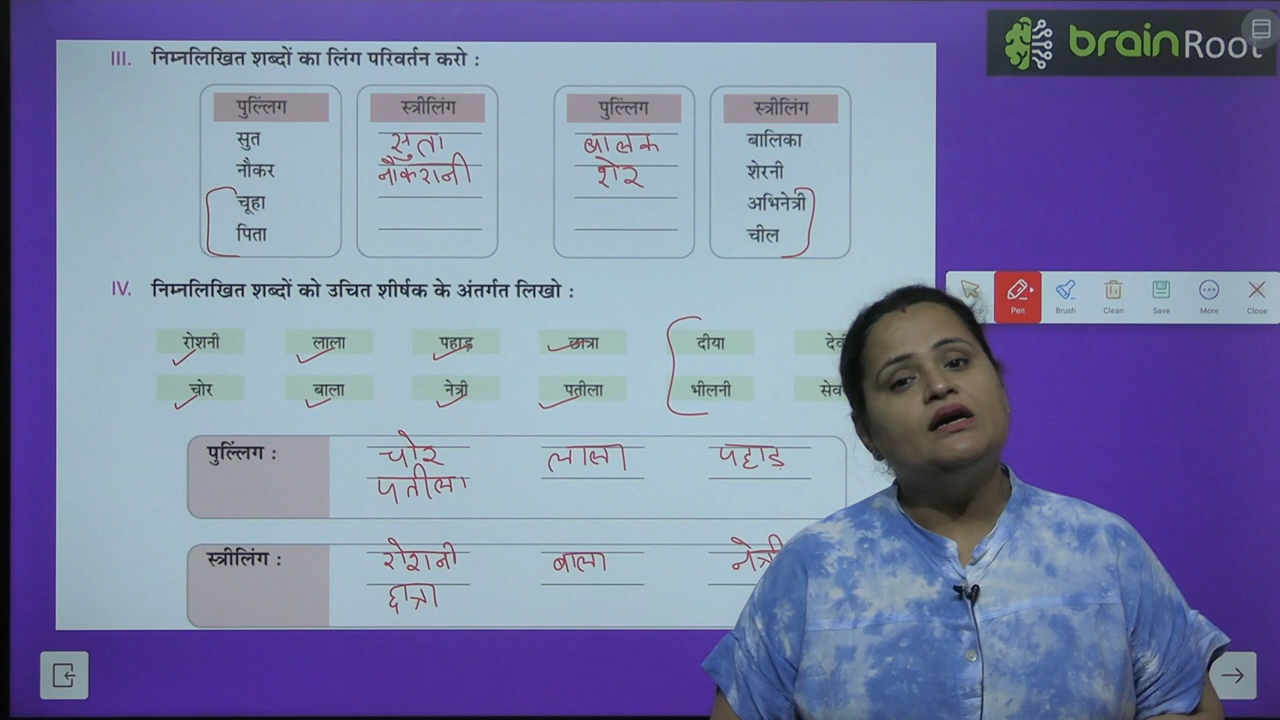 brainRoot
III. निम्नलिखित शब्दों का लिंग परिवर्तन करो :
पुल्लिंग स्त्रीलिंग पुल्लिंग स्त्रीलिंग
सुत सुता बालक बालिका
नौकर नौकरानी शेर शेरनी
चूहा अभिनेत्री
पिता चील
IV. निम्नलिखित शब्दों को उचित शीर्षक के अंतर्गत लिखो :
Pen Brush Clean Save More Close
रोशनी लाला पहाड़ छात्रा दीया
चोर बाला नेत्री पतीला भीलनी
पुल्लिंग : चोर लाला पहाड़
पतीला
स्त्रीलिंग : रोशनी बाला नेत्री
छात्रा